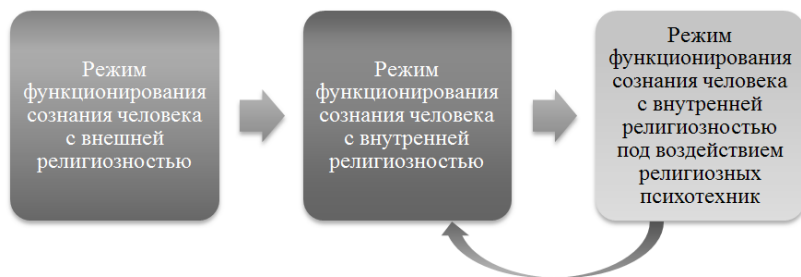 Режим
функционирования
сознания человека
с внешней
религиозностью
Режим
функционирования
сознания человека
с внутренней
религиозностью
Режим
функционирования
сознания человека
с внутренней
религиозностью
под воздействием
религиозных
психотехник